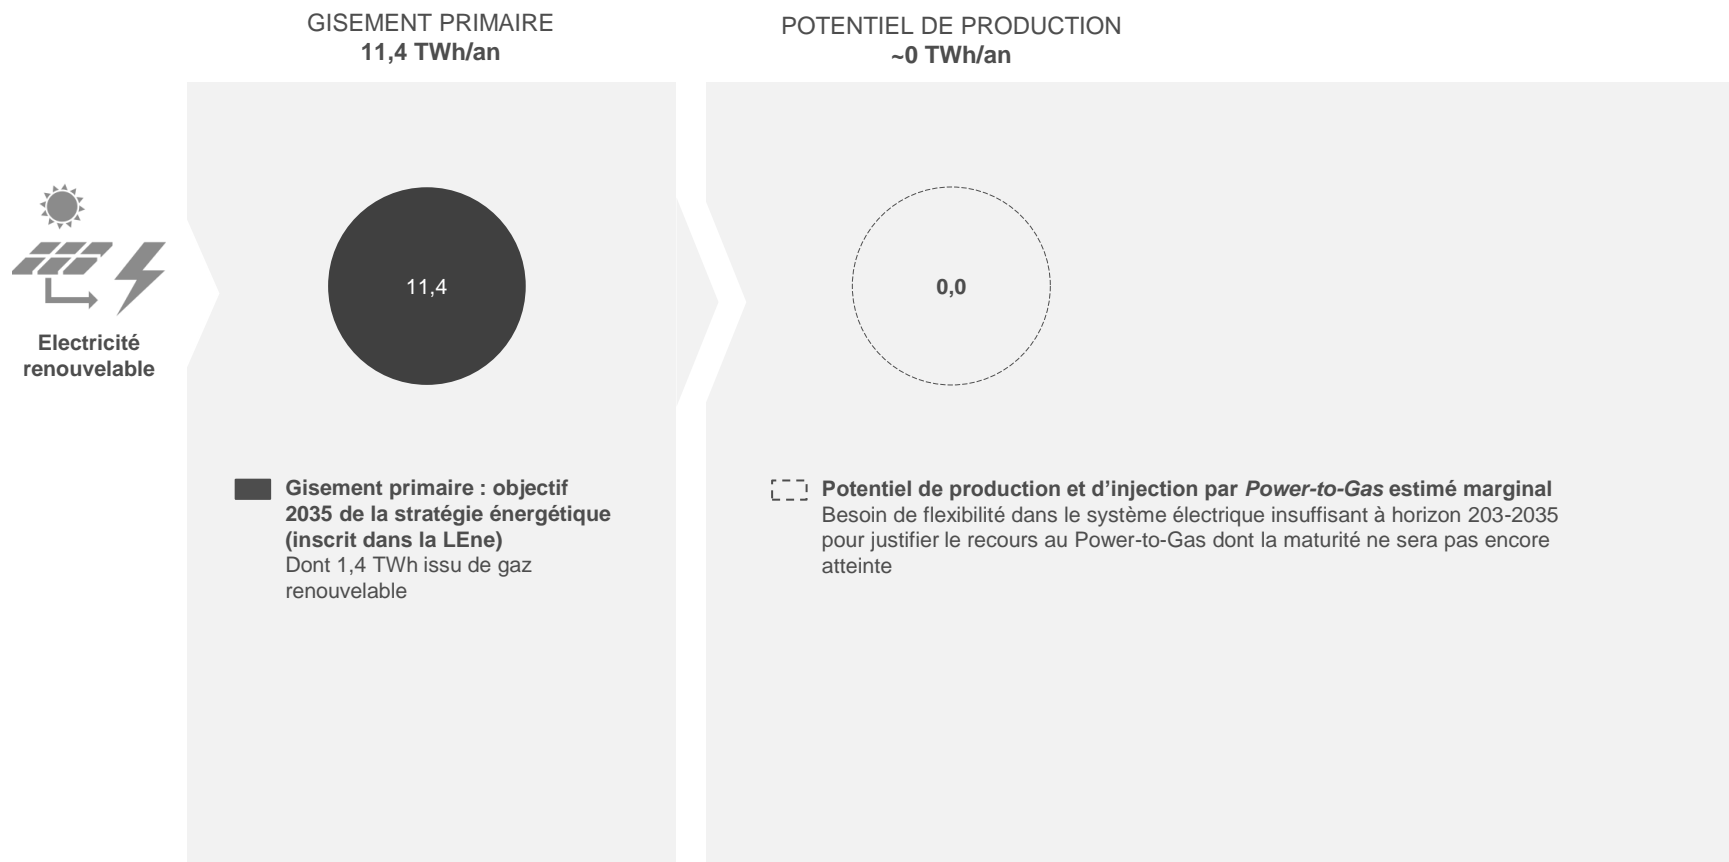 GISEMENT PRIMAIRE
11,4 TWh/an
POTENTIEL DE PRODUCTION
~0 TWh/an
Electricité
renouvelable
11,4
0,0
Gisement primaire : objectif
2035 de la stratégie énergétique
(inscrit dans la LEne)
Dont 1,4 TWh issu de gaz
renouvelable
Potentiel de production et d’injection par Power-to-Gas estimé marginal
Besoin de flexibilité dans le système électrique insuffisant à horizon 203-2035
pour justifier le recours au Power-to-Gas dont la maturité ne sera pas encore
atteinte